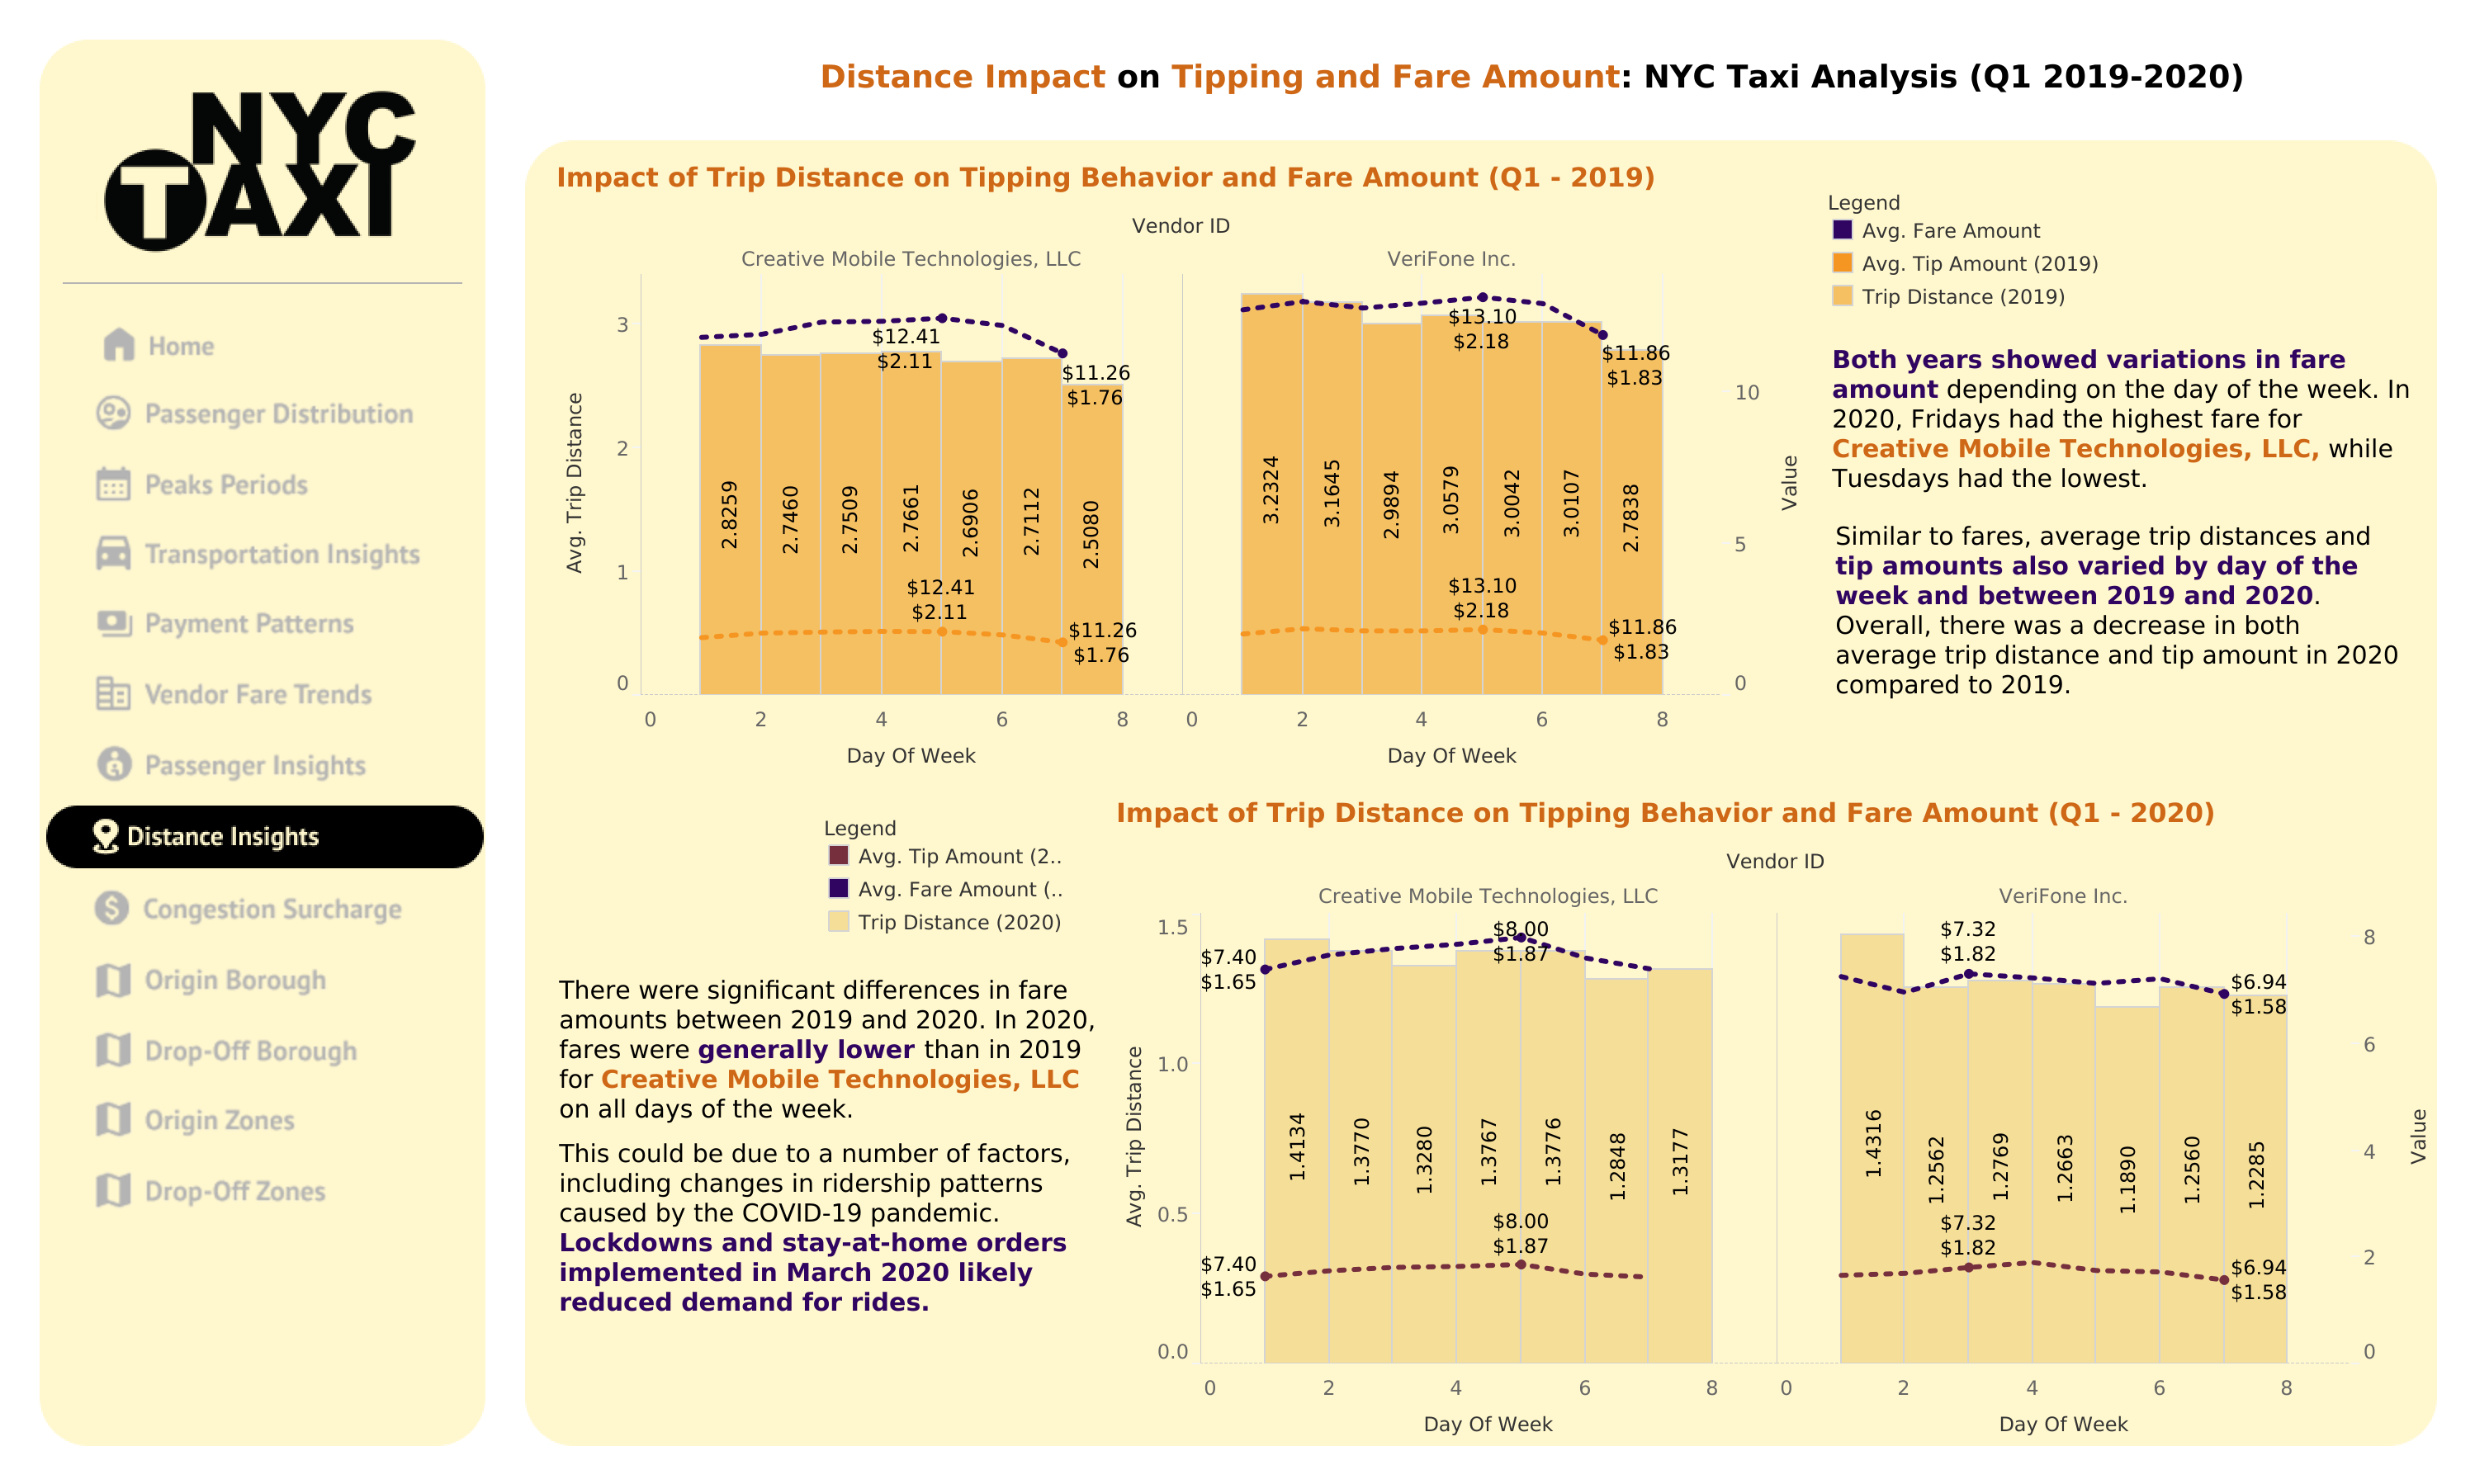 NYC
TAXI
Home
Passenger Distribution
Peaks Periods
Transportation Insights
Payment Patterns
Vendor Fare Trends
Passenger Insights
Distance Insights
Congestion Surcharge
Origin Borough
Drop-Off Borough
Origin Zones
Drop-Off Zones
Distance Impact on Tipping and Fare Amount: NYC Taxi Analysis (Q1 2019-2020)
Impact of Trip Distance on Tipping Behavior and Fare Amount (Q1 - 2019)
Vendor ID
Creative Mobile Technologies, LLC
VeriFone Inc.
Avg. Trip Distance
3
2
1
0
$12.41
$2.11
$11.26
$1.76
2.8259
2.7460
2.7509
2.7661
2.6906
2.7112
2.5080
$12.41
$2.11
$11.26
$1.76
$13.10
$2.18
$11.86
$1.83
3.2324
3.1645
2.9894
3.0579
3.0042
3.0107
2.7838
$13.10
$2.18
$11.86
$1.83
10
5
0
Value
0 2 4 6 8
0 2 4 6 8
Day Of Week
Day Of Week
Legend
Avg. Fare Amount
Avg. Tip Amount (2019)
Trip Distance (2019)
Both years showed variations in fare
amount depending on the day of the week. In
2020, Fridays had the highest fare for
Creative Mobile Technologies, LLC, while
Tuesdays had the lowest.
Similar to fares, average trip distances and
tip amounts also varied by day of the
week and between 2019 and 2020.
Overall, there was a decrease in both
average trip distance and tip amount in 2020
compared to 2019.
Legend
Avg. Tip Amount (2..
Avg. Fare Amount (..
Trip Distance (2020)
There were significant differences in fare
amounts between 2019 and 2020. In 2020,
fares were generally lower than in 2019
for Creative Mobile Technologies, LLC
on all days of the week.
This could be due to a number of factors,
including changes in ridership patterns
caused by the COVID-19 pandemic.
Lockdowns and stay-at-home orders
implemented in March 2020 likely
reduced demand for rides.
Impact of Trip Distance on Tipping Behavior and Fare Amount (Q1 - 2020)
Vendor ID
Creative Mobile Technologies, LLC
VeriFone Inc.
Avg. Trip Distance
1.5
1.0
0.5
0.0
$7.40
$1.65
$8.00
$1.87
1.4134
1.3770
1.3280
1.3767
1.3776
1.2848
1.3177
$7.40
$1.65
$8.00
$1.87
$7.32
$1.82
$6.94
$1.58
1.4316
1.2562
1.2769
1.2663
1.1890
1.2560
1.2285
$7.32
$1.82
$6.94
$1.58
8
6
4
2
0
Value
0 2 4 6 8
0 2 4 6 8
Day Of Week
Day Of Week